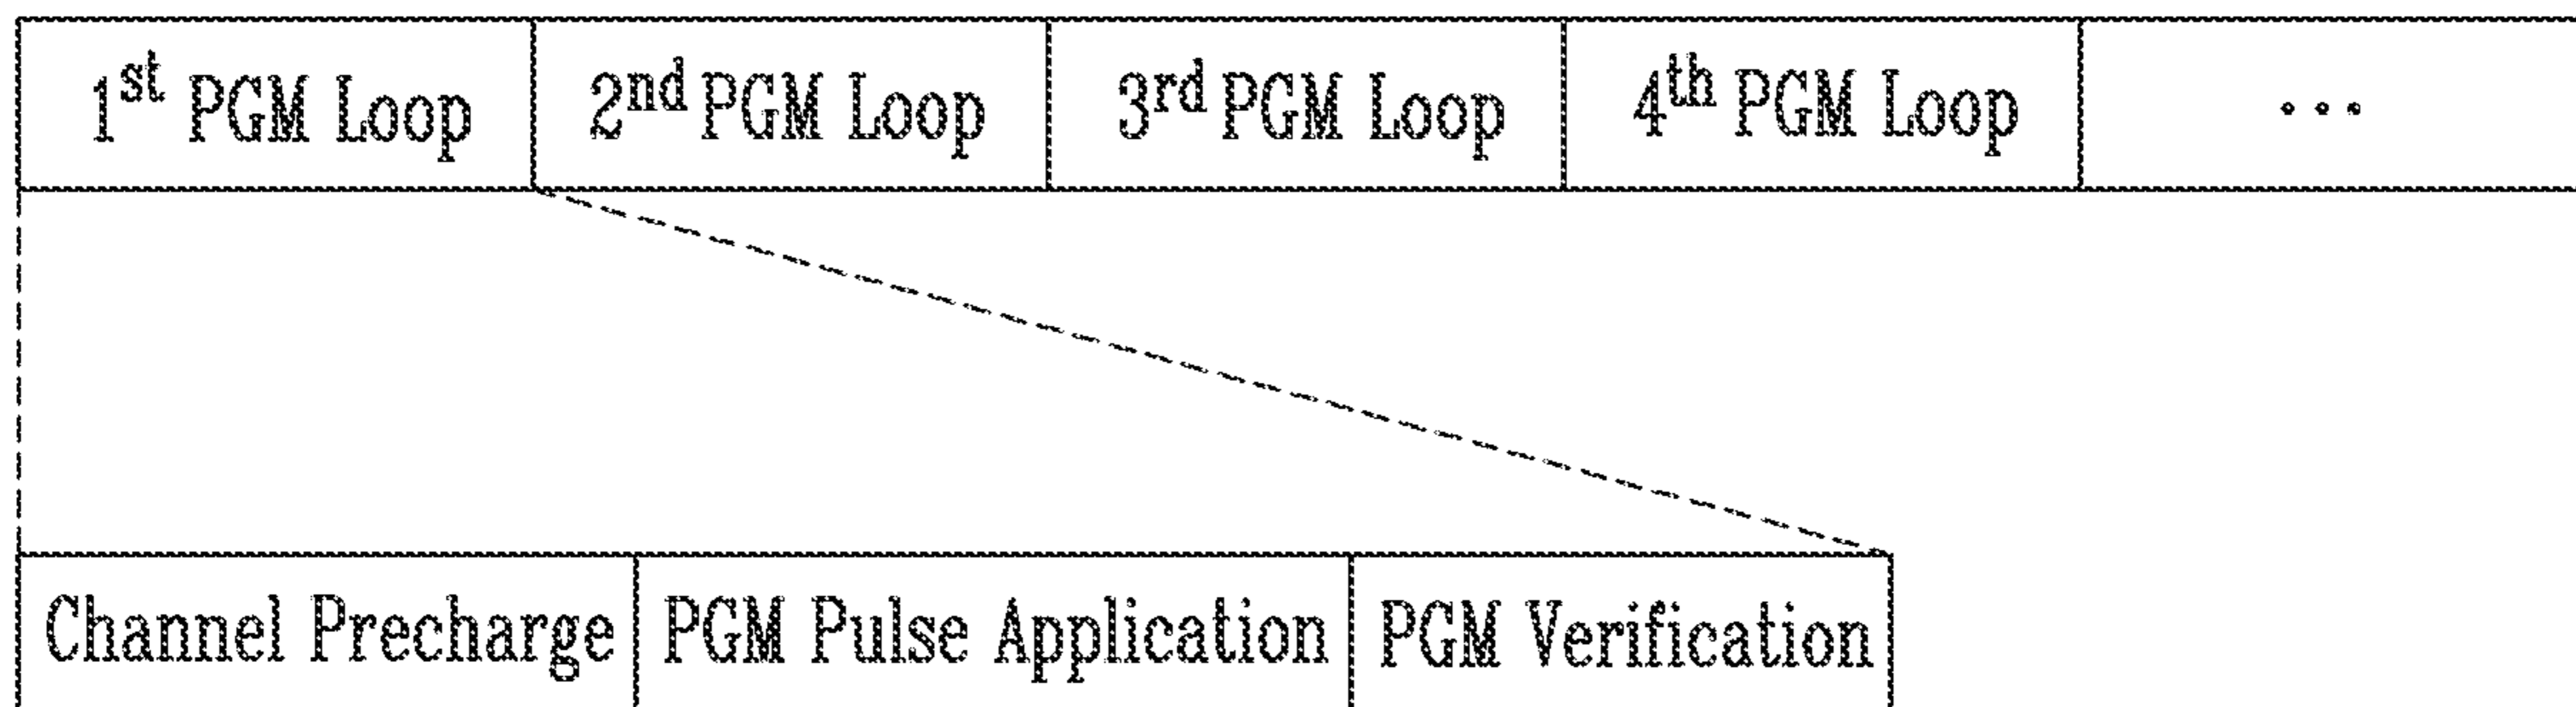 1st PGM Loop 2nd PGM Loop 3rd PGM Loop 4th PGM Loop ...
Channel Precharge PGM Pulse Application PGM Verification